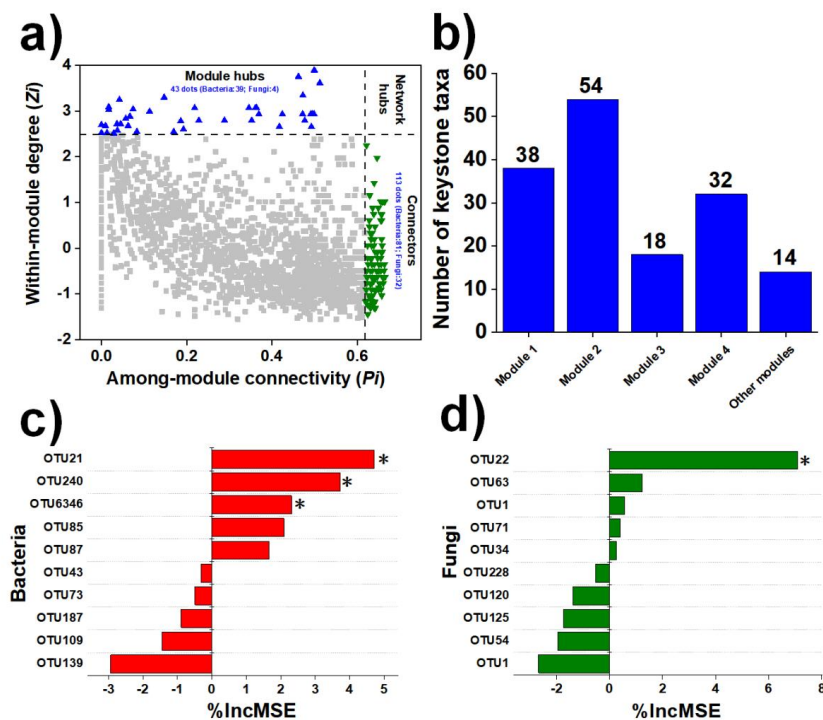 a)
Within-module degree (Zi)
4
3
2
1
0
-1
-2
Module hubs
43 dots (Bacteria:39; Fungi:4)
Network
hubs
Connectors
113 dots (Bacteria:81; Fungi:32)
0.0 0.2 0.4 0.6
Among-module connectivity (Pi)
b)
Number of keystone taxa
60
50
40
30
20
10
0
38 54 18 32 14
Module 1 Module 2 Module 3 Module 4 Other modules
c)
Bacteria
OTU21 *
OTU240 *
OTU6346 *
OTU85
OTU87
OTU43
OTU73
OTU187
OTU109
OTU139
-3 -2 -1 0 1 2 3 4 5
%IncMSE
d)
Fungi
OTU22 *
OTU63
OTU1
OTU71
OTU34
OTU228
OTU120
OTU125
OTU54
OTU1
-2 0 2 4 6 8
%IncMSE